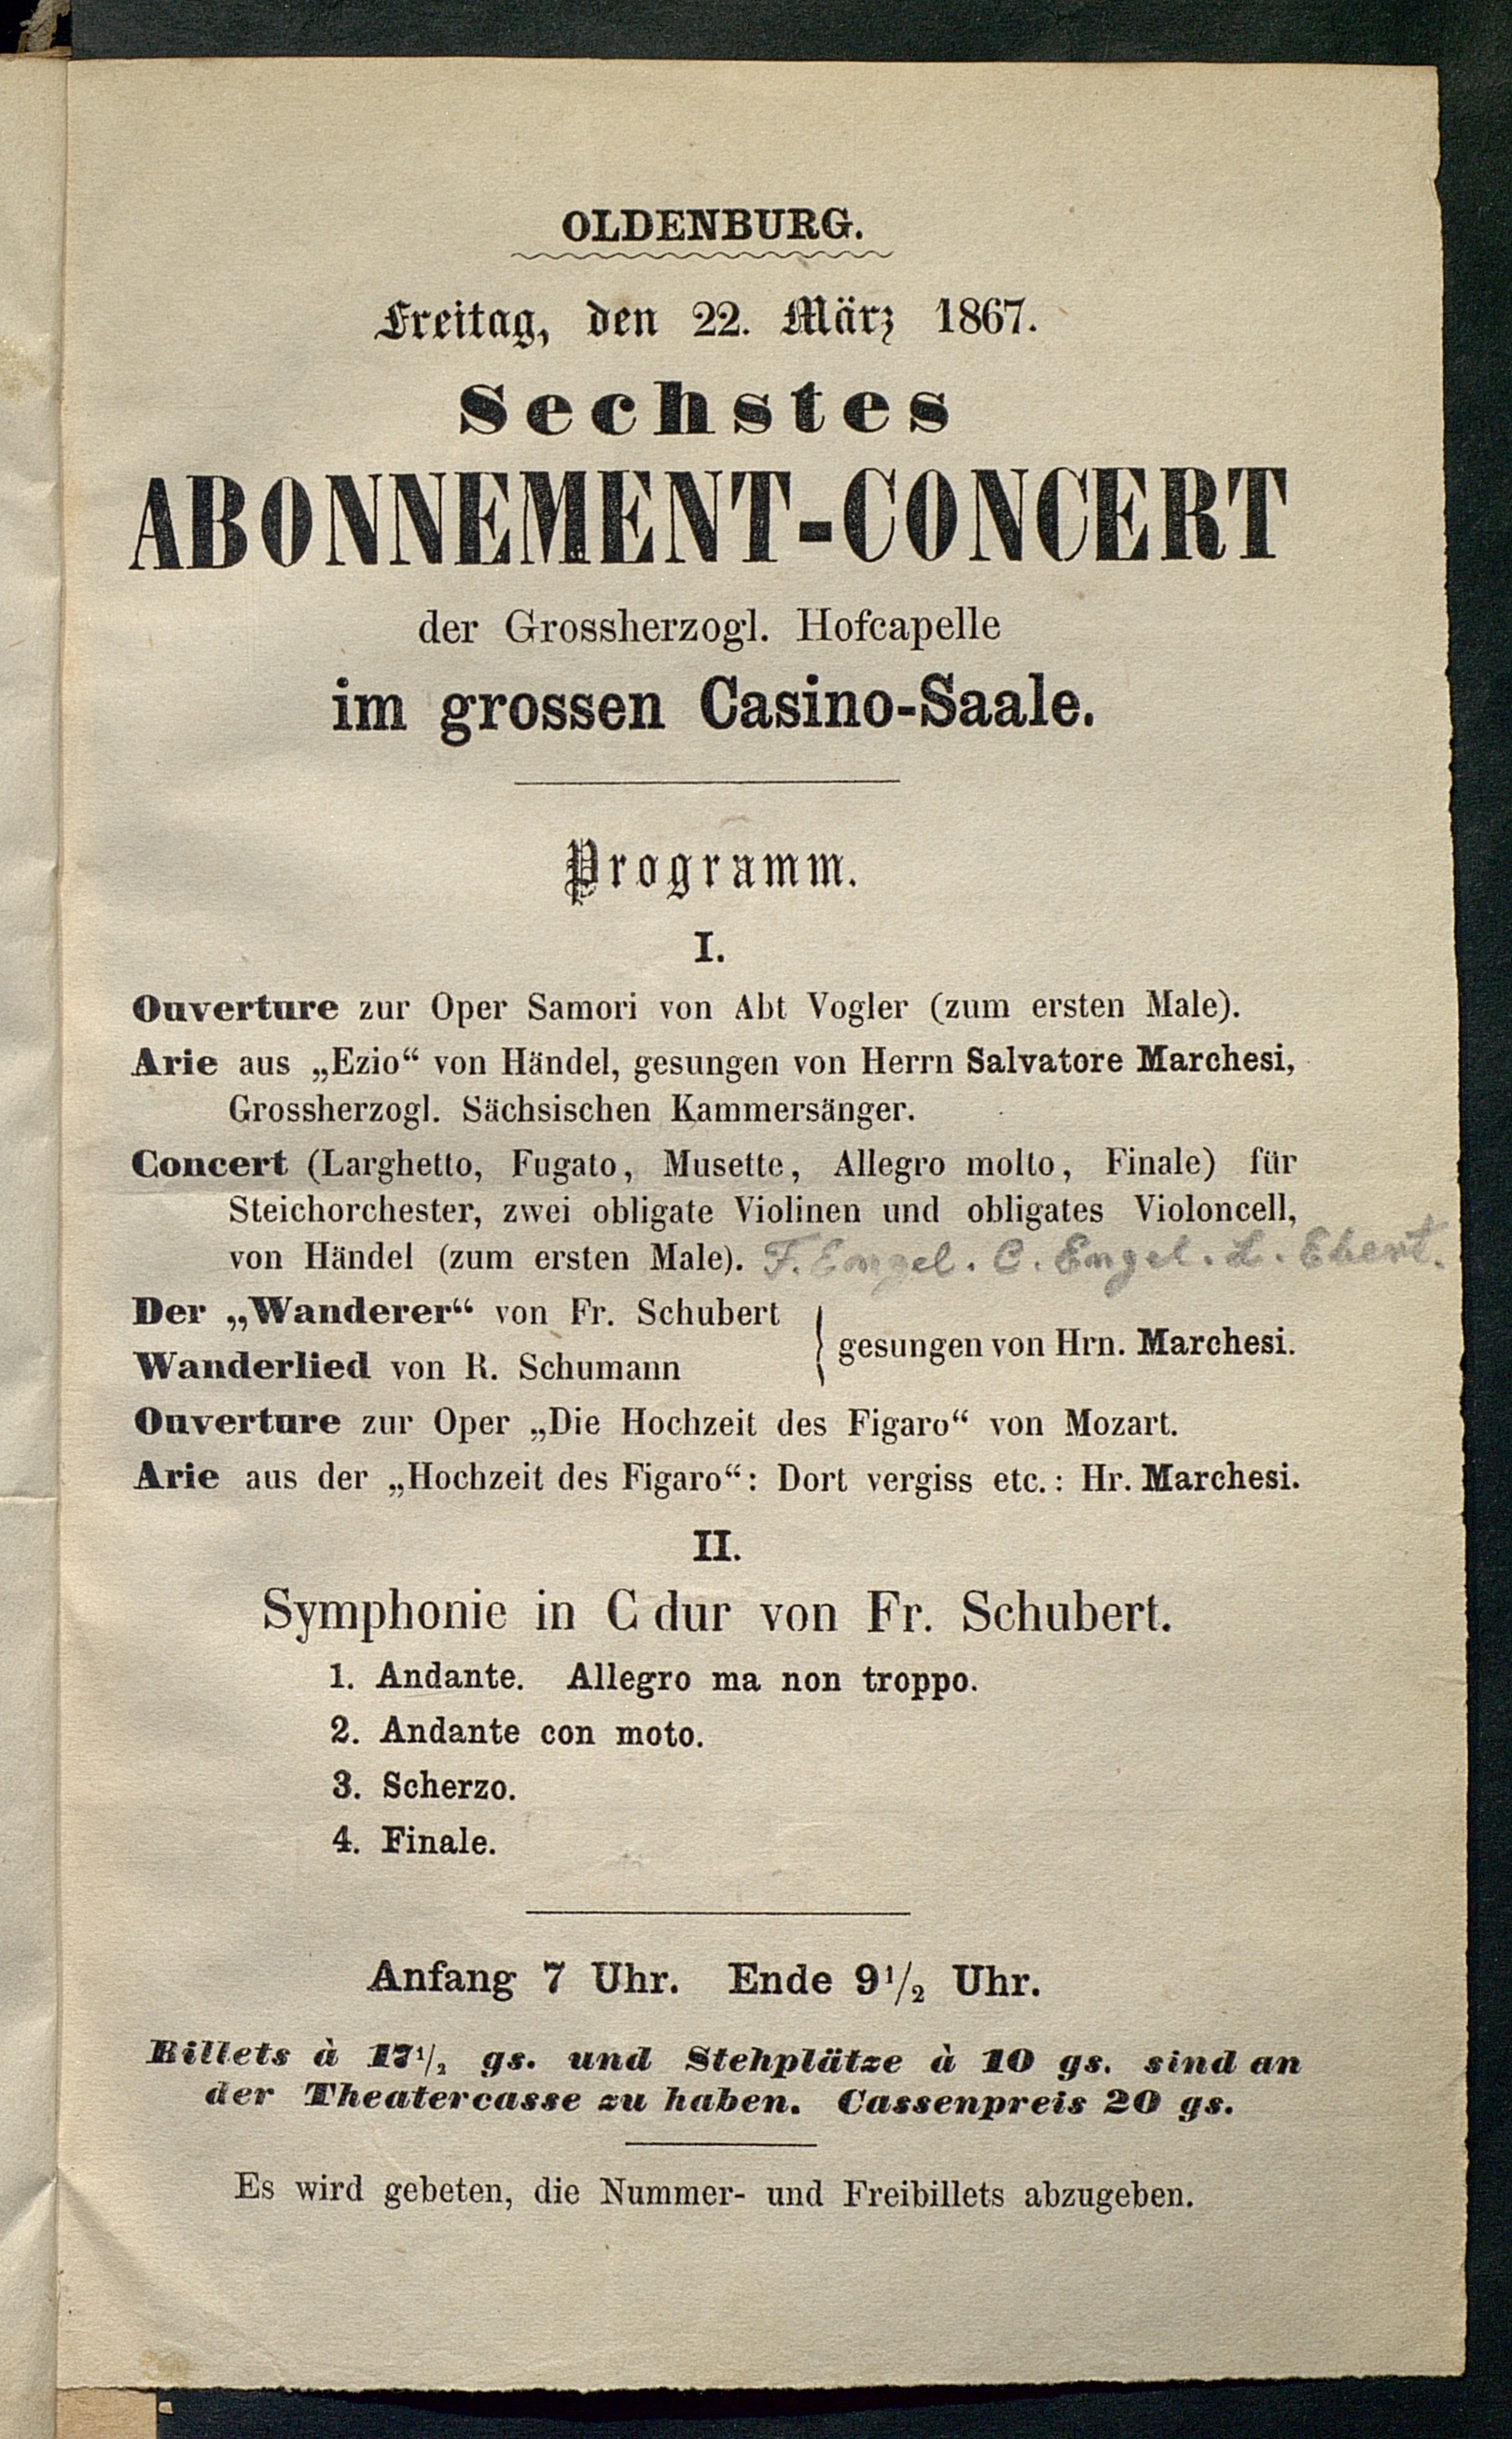 OLDENBURG.
Freitag, den 22. März 1867.
Sechstes
ABONNEMENT-CONCERT
der Grossherzogl. Hofcapelle
im grossen Casino-Saale.
Programm.
I.
Ouverture zur Oper Samori von Abt Vogler (zum ersten Male).
Arie aus „Ezio“ von Händel, gesungen von Herrn Salvatore Marchesi,
Grossherzogl. Sächsischen Kammersänger.
Concert (Larghetto, Fugato, Musette, Allegro molto, Finale) für
Steichorchester, zwei obligate Violinen und obligates Violoncell,
von Händel (zum ersten Male). F. Engel. C. Engel. L. Ebert.
Der „Wanderer“ von Fr. Schubert
Wanderlied von R. Schumann
gesungen von Hrn. Marchesi.
Ouverture zur Oper „Die Hochzeit des Figaro“ von Mozart.
Arie aus der „Hochzeit des Figaro“: Dort vergiss etc.: Hr. Marchesi.
II.
Symphonie in C dur von Fr. Schubert.
1. Andante. Allegro ma non troppo.
2. Andante con moto.
3. Scherzo.
4. Finale.
Anfang 7 Uhr. Ende 9 1/2 Uhr.
Billets à 17 1/2 gs. und Stehplätze à 10 gs. sind an
der Theatercasse zu haben. Cassenpreis 20 gs.
Es wird gebeten, die Nummer- und Freibillets abzugeben.